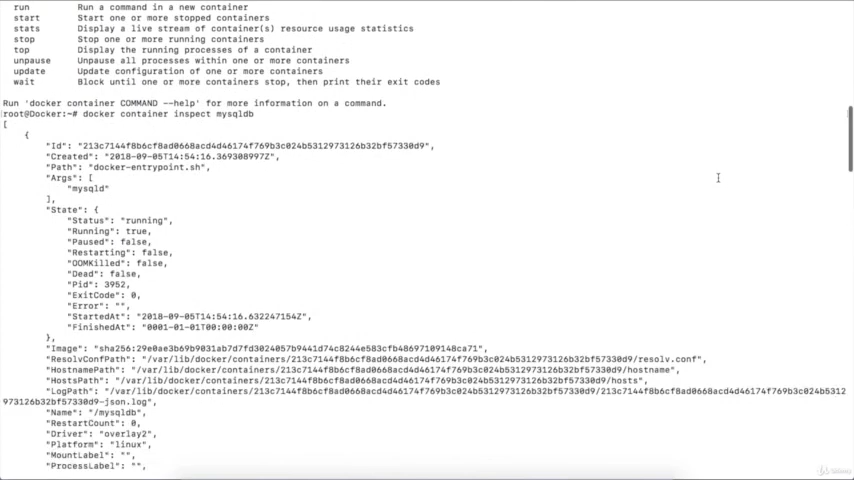 run Run a command in a new container
start Start one or more stopped containers
stats Display a live stream of container(s) resource usage statistics
stop Stop one or more running containers
top Display the running processes of a container
unpause Unpause all processes within one or more containers
update Update configuration of one or more containers
wait Block until one or more containers stop, then print their exit codes
Run 'docker container COMMAND --help' for more information on a command.
root@Docker:~# docker container inspect mysqldb
[
{
"Id": "213c7144f8b6cf8ad0668acd4d46174f769b3c024b5312973126b32bf57330d9",
"Created": "2018-09-05T14:54:16.369308997Z",
"Path": "docker-entrypoint.sh",
"Args": [
"mysqld"
],
"State": {
"Status": "running",
"Running": true,
"Paused": false,
"Restarting": false,
"OOMKilled": false,
"Dead": false,
"Pid": 3952,
"ExitCode": 0,
"Error": "",
"StartedAt": "2018-09-05T14:54:16.632247154Z",
"FinishedAt": "0001-01-01T00:00:00Z"
},
"Image": "sha256:29e0ae3b69b9031ab7d7fd3024057b9441d74c8244e583cfb48697109148ca71",
"ResolvConfPath": "/var/lib/docker/containers/213c7144f8b6cf8ad0668acd4d46174f769b3c024b5312973126b32bf57330d9/resolv.conf",
"HostnamePath": "/var/lib/docker/containers/213c7144f8b6cf8ad0668acd4d46174f769b3c024b5312973126b32bf57330d9/hostname",
"HostsPath": "/var/lib/docker/containers/213c7144f8b6cf8ad0668acd4d46174f769b3c024b5312973126b32bf57330d9/hosts",
"LogPath": "/var/lib/docker/containers/213c7144f8b6cf8ad0668acd4d46174f769b3c024b5312973126b32bf57330d9/213c7144f8b6cf8ad0668acd4d46174f769b3c024b5312
973126b32bf57330d9-json.log",
"Name": "/mysqldb",
"RestartCount": 0,
"Driver": "overlay2",
"Platform": "linux",
"MountLabel": "",
"ProcessLabel": "",
Udemy